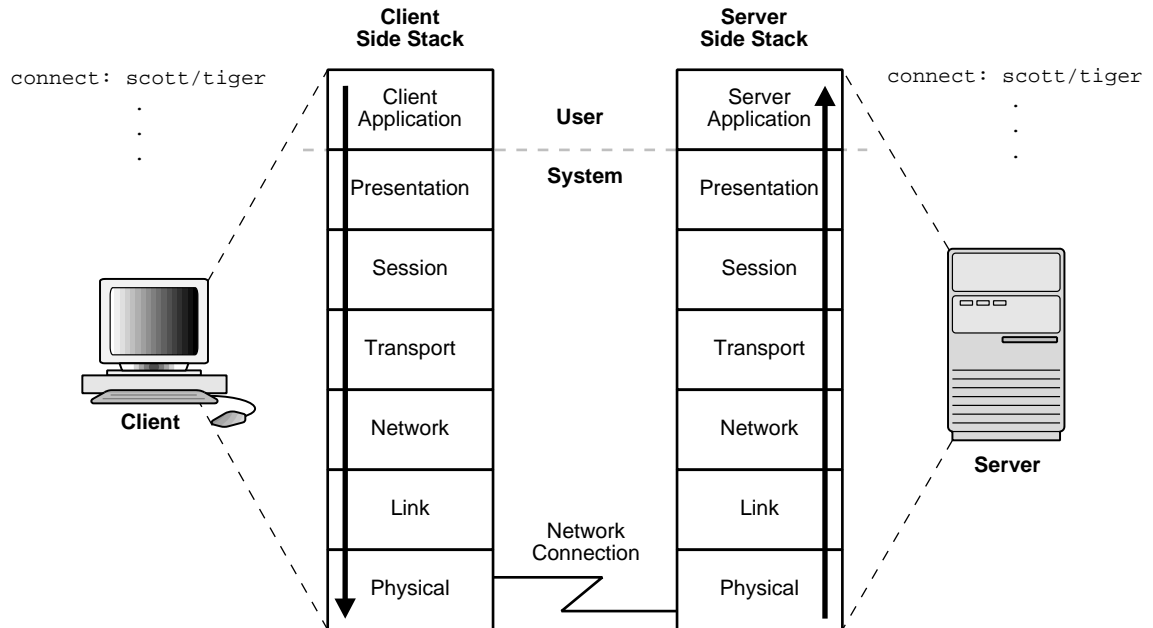 Client
Side Stack
Server
Side Stack
connect: scott/tiger
.
.
.
connect: scott/tiger
.
.
.
Client
Application
User
Server
Application
System
Presentation
Presentation
Session
Session
Transport
Transport
Client
Network
Network
Server
Link
Link
Network
Connection
Physical
Physical